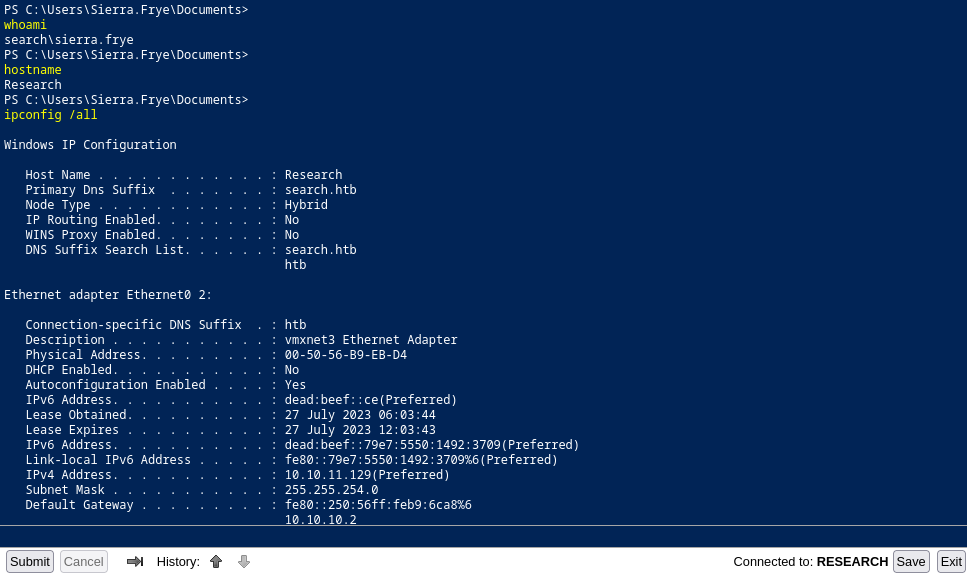 PS C:\Users\Sierra.Frye\Documents>
whoami
search\sierra.frye
PS C:\Users\Sierra.Frye\Documents>
hostname
Research
PS C:\Users\Sierra.Frye\Documents>
ipconfig /all
Windows IP Configuration
Host Name . . . . . . . . . . . . : Research
Primary Dns Suffix  . . . . . . . : search.htb
Node Type . . . . . . . . . . . . : Hybrid
IP Routing Enabled. . . . . . . . : No
WINS Proxy Enabled. . . . . . . . : No
DNS Suffix Search List. . . . . . : search.htb
htb
Ethernet adapter Ethernet0 2:
Connection-specific DNS Suffix  . : htb
Description . . . . . . . . . . . : vmxnet3 Ethernet Adapter
Physical Address. . . . . . . . . : 00-50-56-B9-EB-D4
DHCP Enabled. . . . . . . . . . . : No
Autoconfiguration Enabled . . . . : Yes
IPv6 Address. . . . . . . . . . . : dead:beef::ce(Preferred)
Lease Obtained. . . . . . . . . . : 27 July 2023 06:03:44
Lease Expires . . . . . . . . . . : 27 July 2023 12:03:43
IPv6 Address. . . . . . . . . . . : dead:beef::79e7:5550:1492:3709(Preferred)
Link-local IPv6 Address . . . . . : fe80::79e7:5550:1492:3709%6(Preferred)
IPv4 Address. . . . . . . . . . . : 10.10.11.129(Preferred)
Subnet Mask . . . . . . . . . . . : 255.255.254.0
Default Gateway . . . . . . . . . : fe80::250:56ff:feb9:6ca8%6
10.10.10.2
Submit Cancel History: Connected to: RESEARCH Save Exit